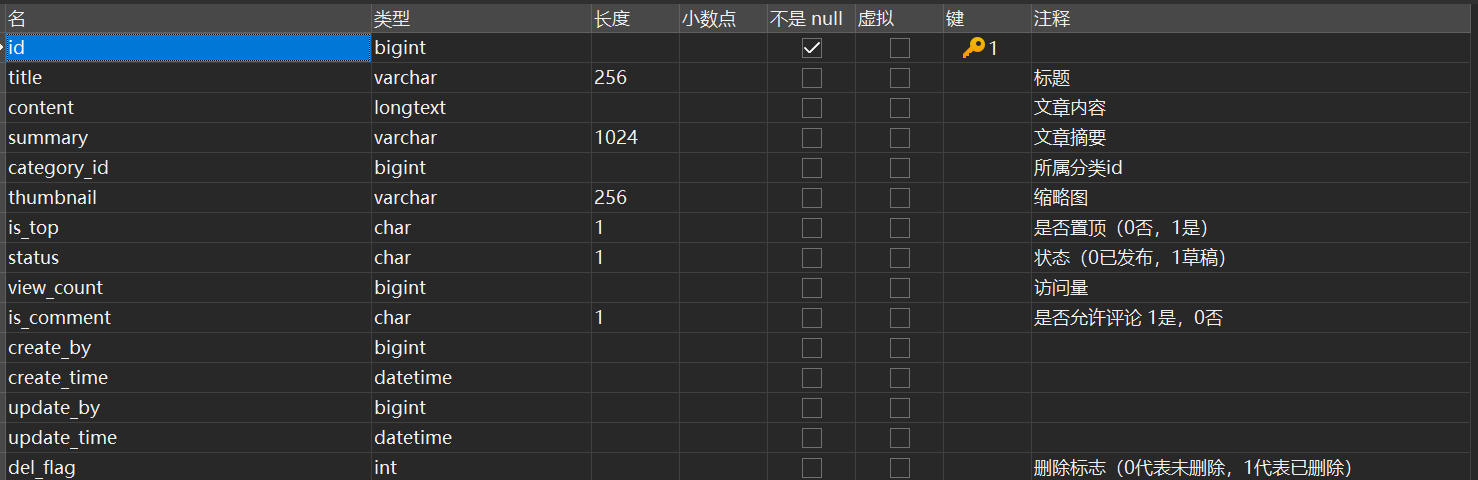 名 类型 长度 小数点 不是 null 虚拟 键 注释
id bigint 1
title varchar 256 标题
content longtext 文章内容
summary varchar 1024 文章摘要
category_id bigint 所属分类id
thumbnail varchar 256 缩略图
is_top char 1 是否置顶（0否，1是）
status char 1 状态（0已发布，1草稿）
view_count bigint 访问量
is_comment char 1 是否允许评论 1是，0否
create_by bigint
create_time datetime
update_by bigint
update_time datetime
del_flag int 删除标志（0代表未删除，1代表已删除）